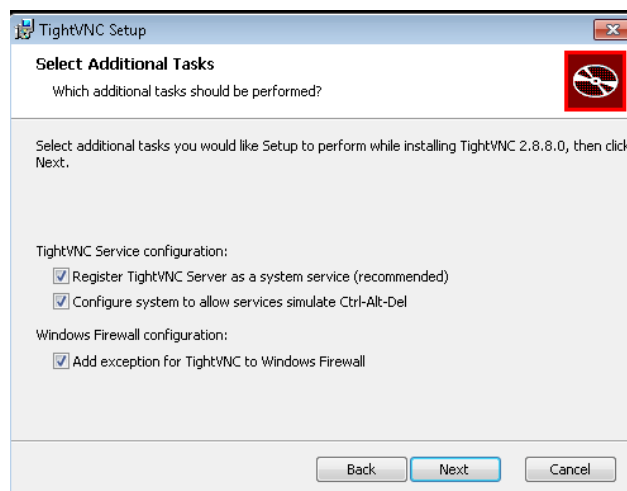 TightVNC Setup
Select Additional Tasks
Which additional tasks should be performed?
Select additional tasks you would like Setup to perform while installing TightVNC 2.8.8.0, then click
Next.
TightVNC Service configuration:
Register TightVNC Server as a system service (recommended)
Configure system to allow services simulate Ctrl-Alt-Del
Windows Firewall configuration:
Add exception for TightVNC to Windows Firewall
Back Next Cancel